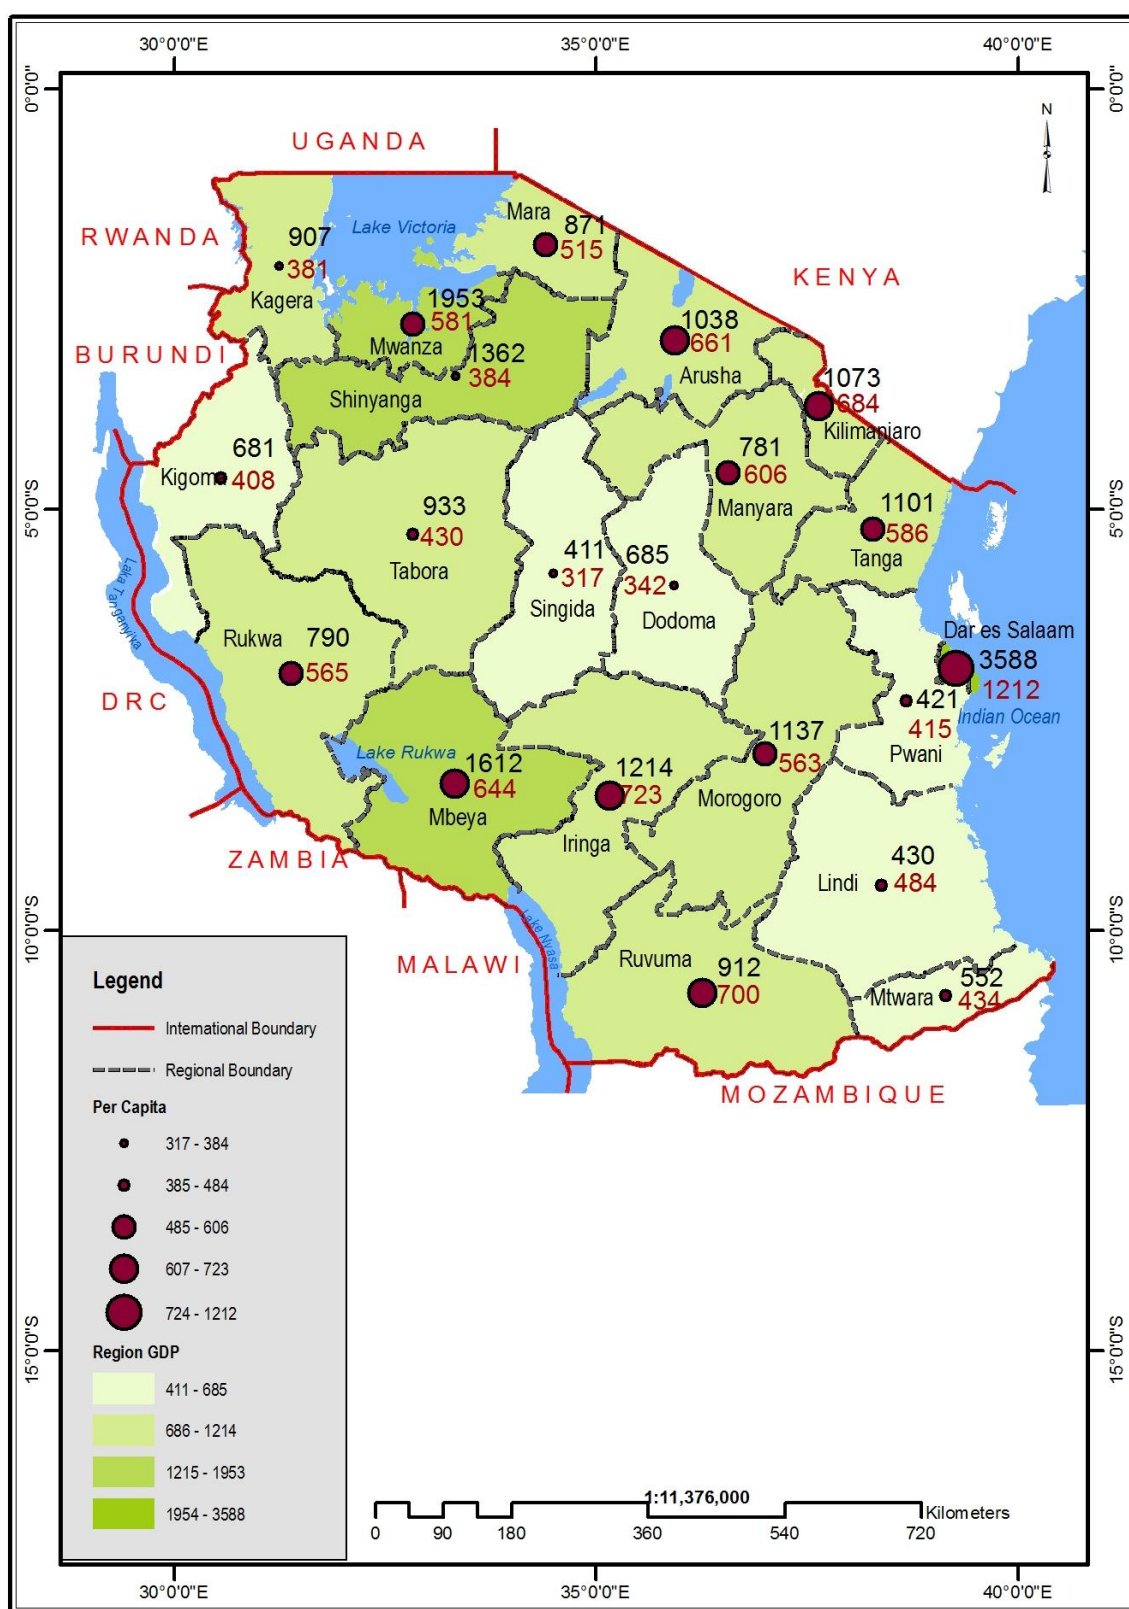 30°0'0"E 35°0'0"E 40°0'0"E
0°0'0" 0°0'0"
N
UGANDA
Mara
871
515
Lake Victoria
RWANDA
907
381
Kagera
KENYA
1953
581
Mwanza
1038
661
Arusha
BURUNDI
1362
384
Shinyanga
1073
684
Kilimanjaro
681
Kigoma
408
781
606
Manyara
5°0'0"S 5°0'0"S
933
430
Tabora
1101
586
Tanga
411
317
Singida
685
342
Dodoma
Laka Tanganyiva
Rukwa
790
565
Dar es Salaam
3588
1212
DRC
421
415
Indian Ocean
Pwani
Lake Rukwa
1612
644
Mbeya
1137
563
Morogoro
1214
723
Iringa
ZAMBIA
430
Lindi
484
Lake Nyasa
10°0'0"S 10°0'0"S
MALAWI
Ruvuma
912
700
552
Mtwara
434
MOZAMBIQUE
Legend
International Boundary
Regional Boundary
Per Capita
317 - 384
385 - 484
485 - 606
607 - 723
724 - 1212
Region GDP
411 - 685
686 - 1214
1215 - 1953
1954 - 3588
15°0'0"S 15°0'0"S
1:11,376,000
Kilometers
0 90 180 360 540 720
30°0'0"E 35°0'0"E 40°0'0"E